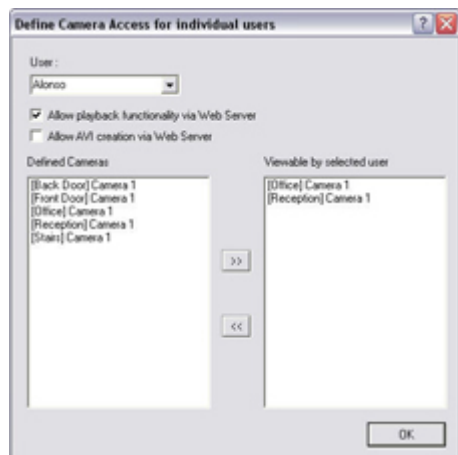 Define Camera Access for individual users
User :
Alonso
Allow playback functionality via Web Server
Allow AVI creation via Web Server
Defined Cameras
[Back Door] Camera 1
[Front Door] Camera 1
[Office] Camera 1
[Reception] Camera 1
[Stairs] Camera 1
Viewable by selected user
[Office] Camera 1
[Reception] Camera 1
>>
<<
OK